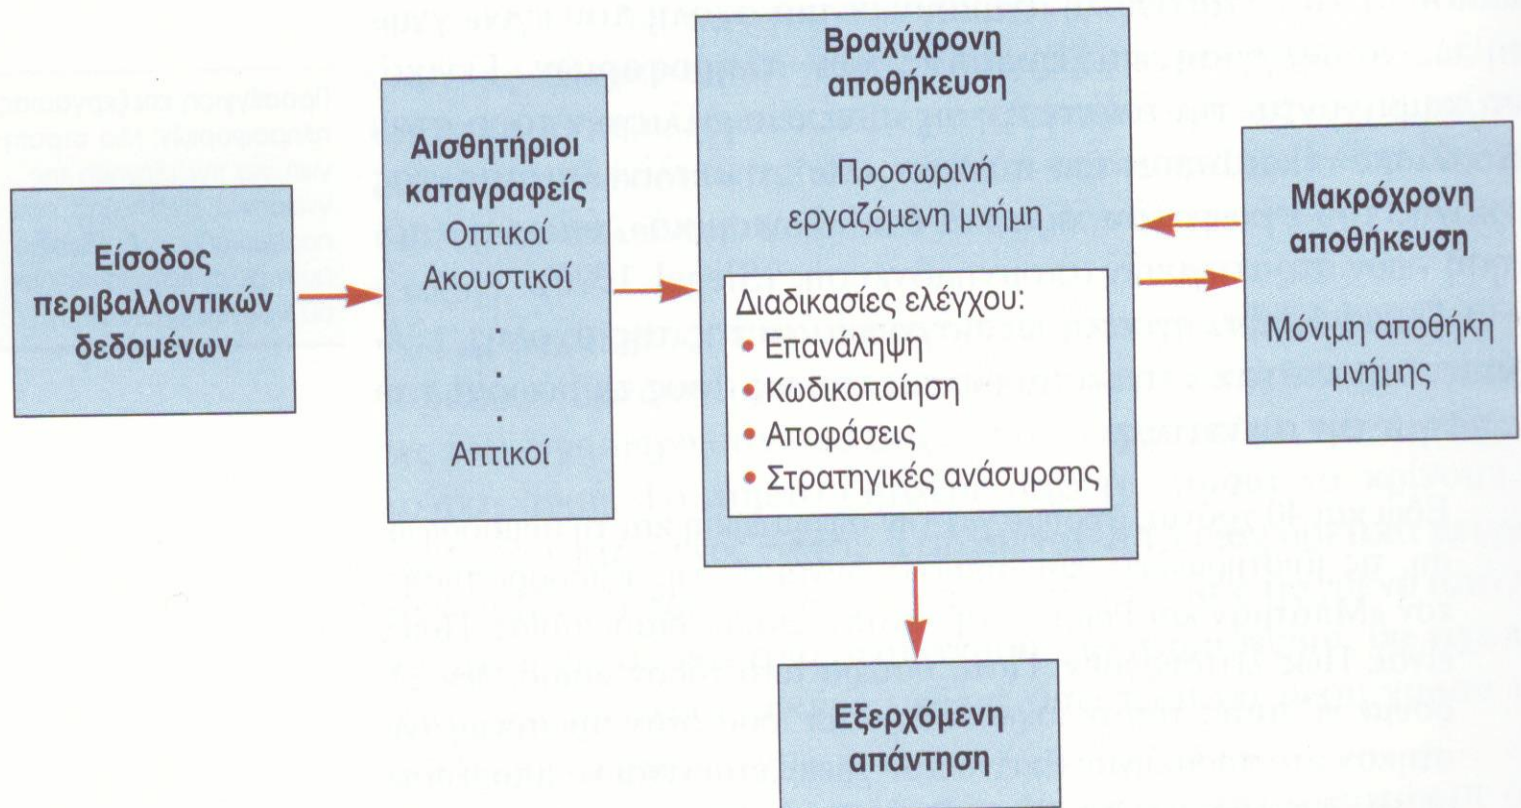 Είσοδος
περιβαλλοντικών
δεδομένων
Αισθητήριοι
καταγραφείς
Οπτικοί
Ακουστικοί
.
.
.
Απτικοί
Βραχύχρονη
αποθήκευση
Προσωρινή
εργαζόμενη μνήμη
Διαδικασίες ελέγχου:
• Επανάληψη
• Κωδικοποίηση
• Αποφάσεις
• Στρατηγικές ανάσυρσης
Μακρόχρονη
αποθήκευση
Μόνιμη αποθήκη
μνήμης
Εξερχόμενη
απάντηση